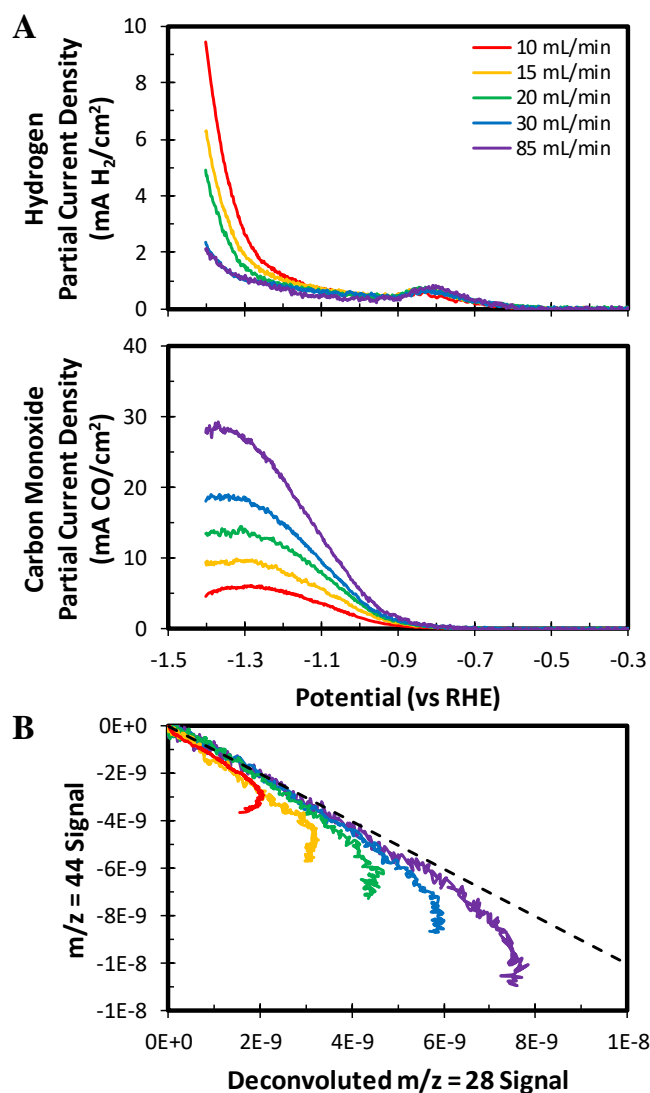 A
Hydrogen
Partial Current Density
(mA H₂/cm²)
10
8
6
4
2
0
10 mL/min
15 mL/min
20 mL/min
30 mL/min
85 mL/min
Carbon Monoxide
Partial Current Density
(mA CO/cm²)
40
30
20
10
0
-1.5 -1.3 -1.1 -0.9 -0.7 -0.5 -0.3
Potential (vs RHE)
B
m/z = 44 Signal
0E+0
-2E-9
-4E-9
-6E-9
-8E-9
-1E-8
-1E-8
0E+0 2E-9 4E-9 6E-9 8E-9 1E-8
Deconvoluted m/z = 28 Signal